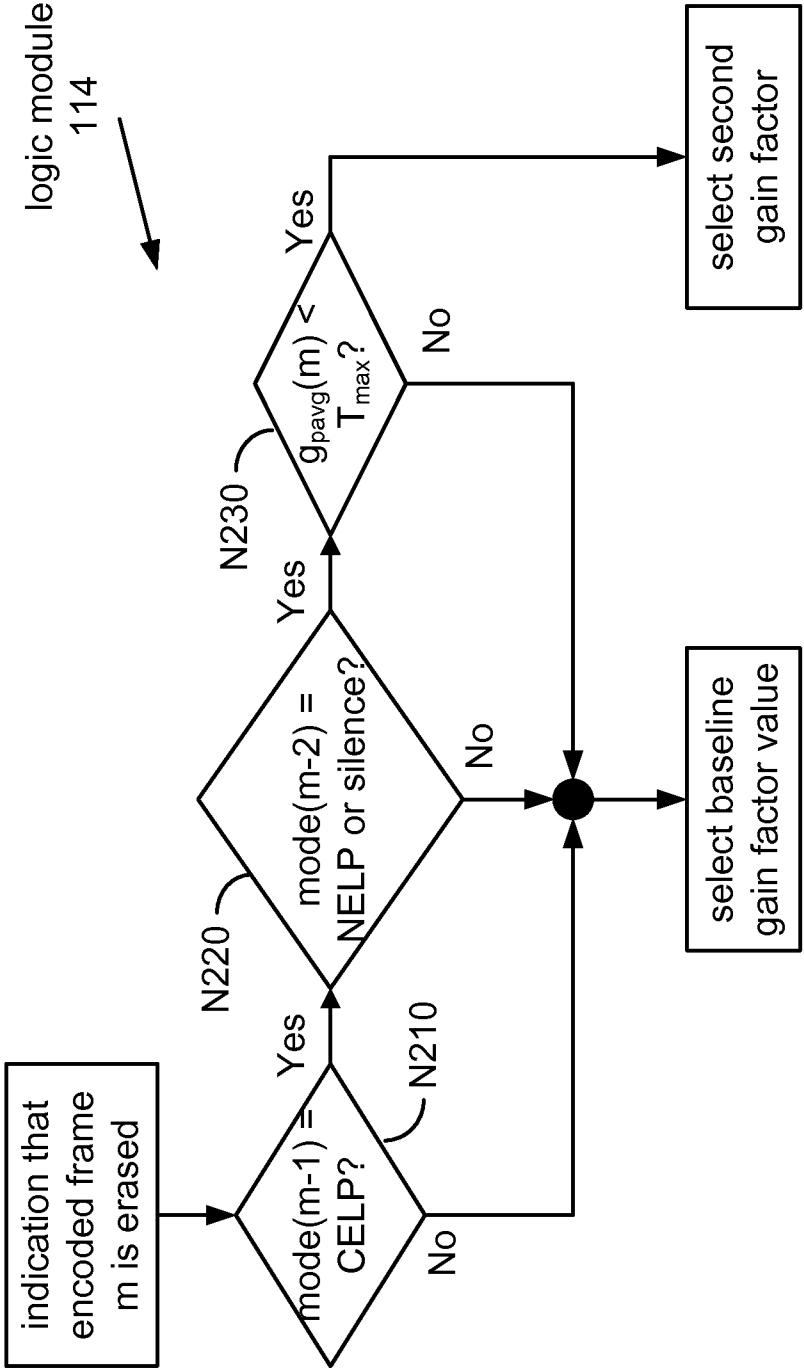 logic module
114
indication that
encoded frame
m is erased
mode(m-1) =
CELP?
N210
Yes
No
mode(m-2) =
NELP or silence?
N220
Yes
No
gpavg(m) <
Tmax?
N230
Yes
No
select baseline
gain factor value
select second
gain factor